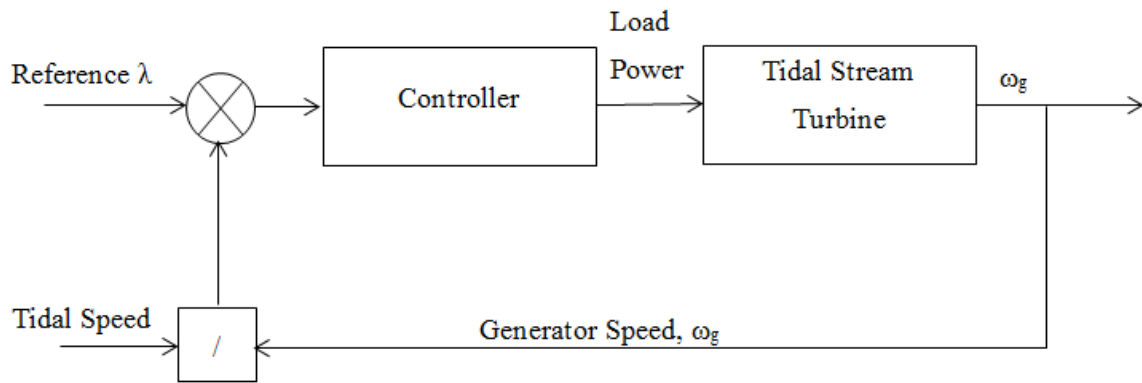 Reference λ
Controller
Load
Power
Tidal Stream
Turbine
ωg
Tidal Speed
/
Generator Speed, ωg